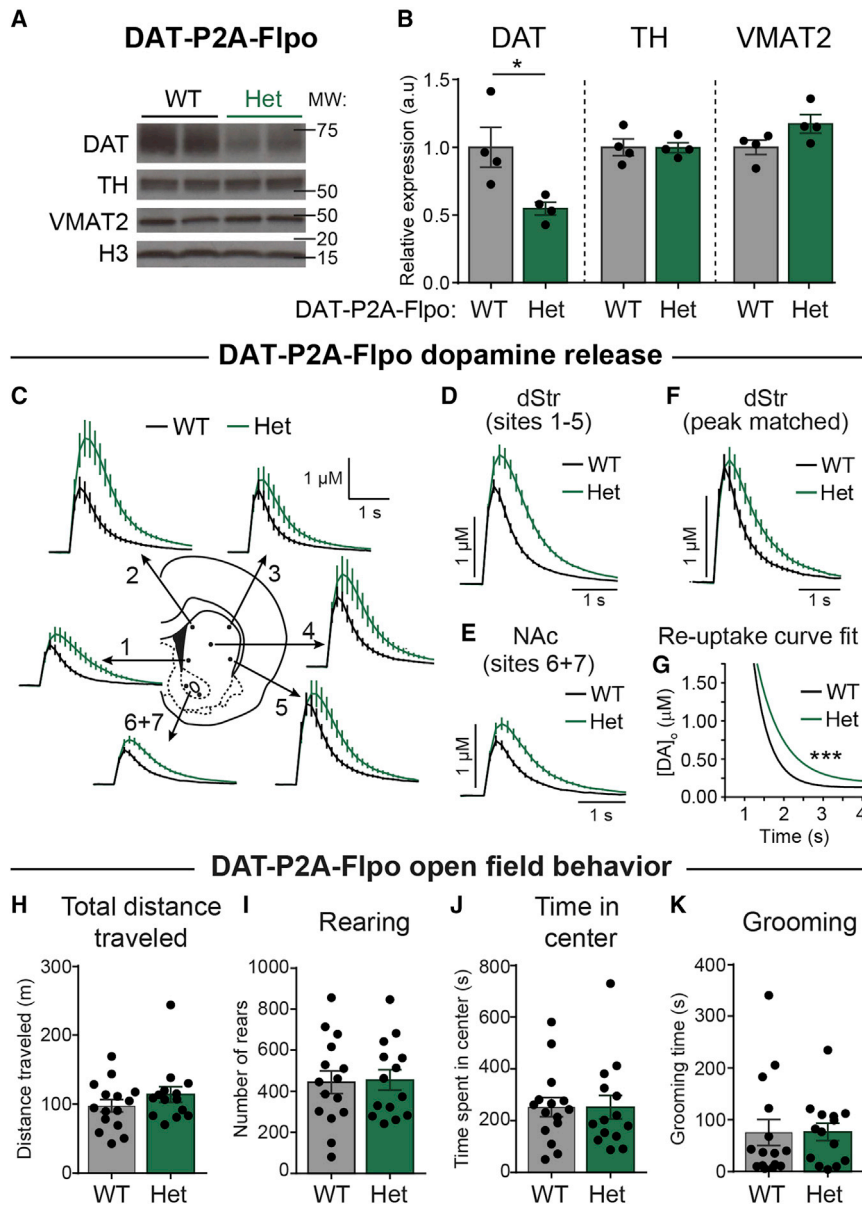 A
DAT-P2A-Flpo
WT Het MW:
DAT
75
TH
50
VMAT2
50
20
H3
15
B
DAT TH VMAT2
*
Relative expression (a.u)
1.5
1.0
0.5
0.0
DAT-P2A-Flpo: WT Het WT Het WT Het
DAT-P2A-Flpo dopamine release
C
WT Het
1 µM
1 s
1
2
3
4
5
6+7
D
dStr
(sites 1-5)
WT
Het
1 µM
1 s
E
NAc
(sites 6+7)
WT
Het
1 µM
1 s
F
dStr
(peak matched)
WT
Het
1 µM
1 s
Re-uptake curve fit
G
WT
Het
***
[DA]o (µM)
1.50
1.00
0.50
0.25
0.00
1 2 3 4
Time (s)
DAT-P2A-Flpo open field behavior
H
Total distance
traveled
Distance traveled (m)
300
200
100
0
WT Het
I
Rearing
Number of rears
1000
800
600
400
200
0
WT Het
J
Time in
center
Time spent in center (s)
800
600
400
200
0
WT Het
K
Grooming
Grooming time (s)
400
300
200
100
0
WT Het